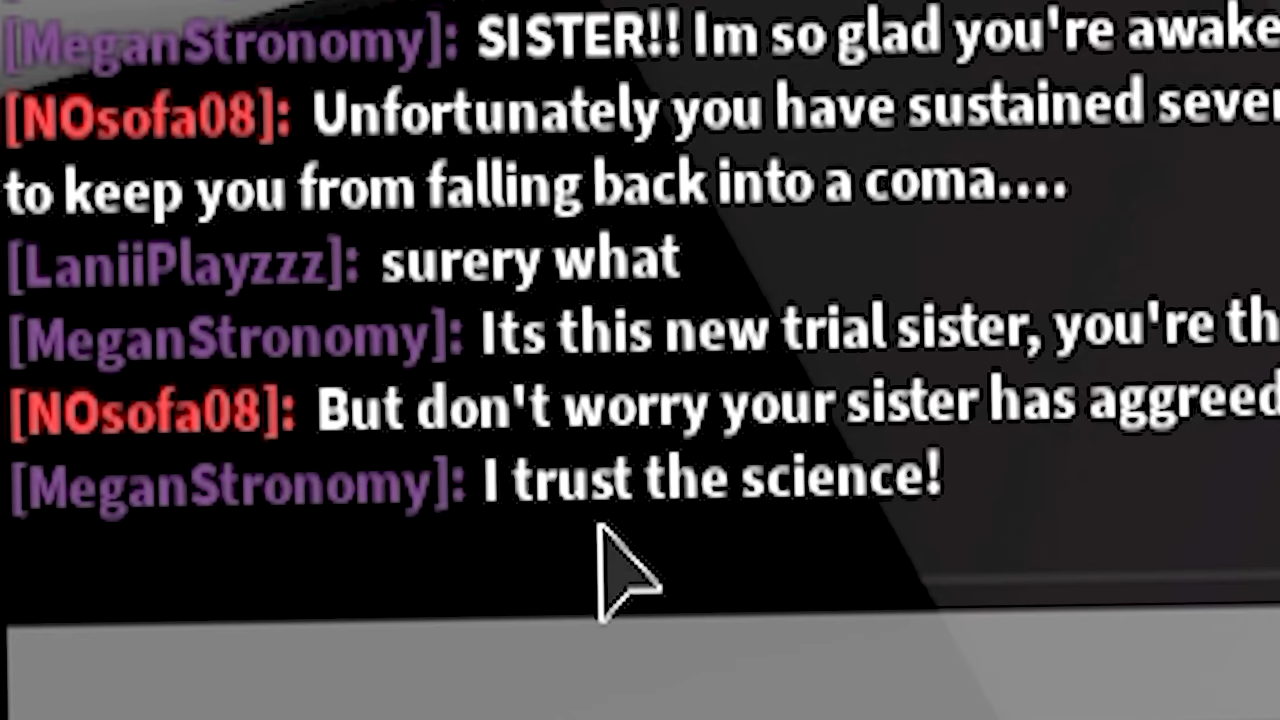 [MeganStronomy]: SISTER!! Im so glad you're awake
[NOsofa08]: Unfortunately you have sustained
to keep you from falling back into a coma....
[LaniiPlayzzz]: surery what
[MeganStronomy]: Its this new trial sister, you're
[NOsofa08]: But don't worry your sister has aggreed
[MeganStronomy]: I trust the science!